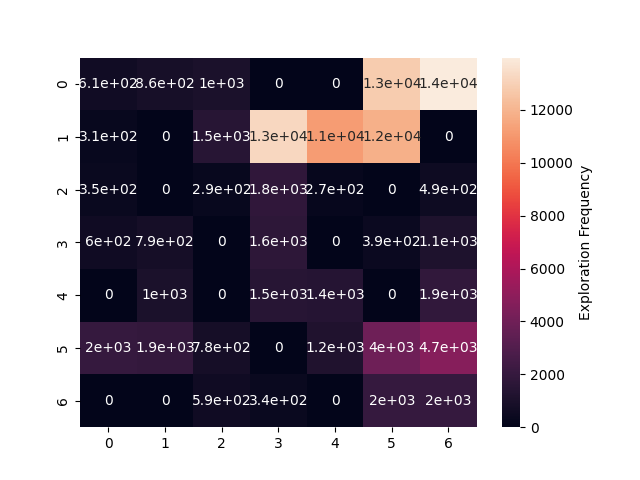 0 6.1e+02 8.6e+02 1e+03 0 0 1.3e+04 1.4e+04
1 3.1e+02 0 1.5e+03 1.3e+04 1.1e+04 1.2e+04 0
2 3.5e+02 0 2.9e+02 1.8e+03 2.7e+02 0 4.9e+02
3 6e+02 7.9e+02 0 1.6e+03 0 3.9e+02 1.1e+03
4 0 1e+03 0 1.5e+03 1.4e+03 0 1.9e+03
5 2e+03 1.9e+03 7.8e+02 0 1.2e+03 4e+03 4.7e+03
6 0 0 5.9e+02 3.4e+02 0 2e+03 2e+03
0 1 2 3 4 5 6
12000
10000
8000
6000
4000
2000
0
Exploration Frequency